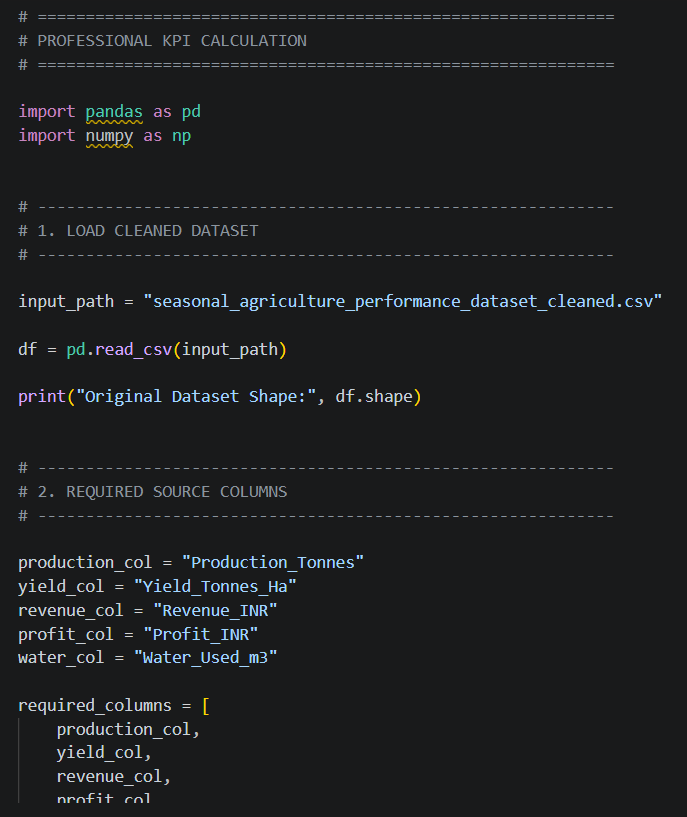 # ============================================================
# PROFESSIONAL KPI CALCULATION
# ============================================================
import pandas as pd
import numpy as np
# ------------------------------------------------------------
# 1. LOAD CLEANED DATASET
# ------------------------------------------------------------
input_path = "seasonal_agriculture_performance_dataset_cleaned.csv"
df = pd.read_csv(input_path)
print("Original Dataset Shape:", df.shape)
# ------------------------------------------------------------
# 2. REQUIRED SOURCE COLUMNS
# ------------------------------------------------------------
production_col = "Production_Tonnes"
yield_col = "Yield_Tonnes_Ha"
revenue_col = "Revenue_INR"
profit_col = "Profit_INR"
water_col = "Water_Used_m3"
required_columns = [
    production_col,
    yield_col,
    revenue_col,
    profit_col